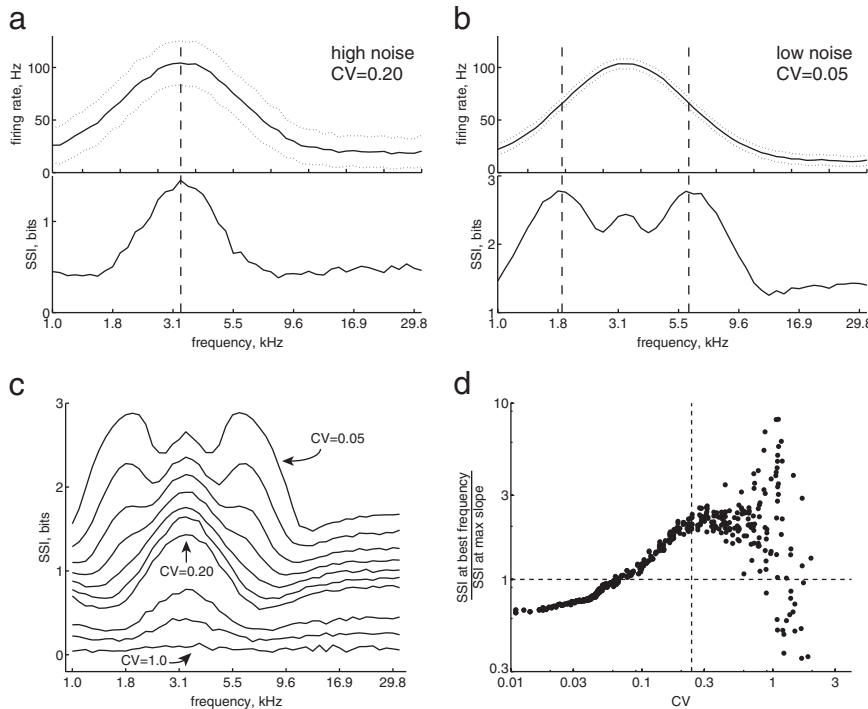 a
high noise
CV=0.20
firing rate, Hz
100
50
0
SSI, bits
1
0
1.0 1.8 3.1 5.5 9.6 16.9 29.8
frequency, kHz
b
low noise
CV=0.05
firing rate, Hz
100
50
0
SSI, bits
3
2
1
1.0 1.8 3.1 5.5 9.6 16.9 29.8
frequency, kHz
c
SSI, bits
3
2
1
0
CV=0.05
CV=0.20
CV=1.0
1.0 1.8 3.1 5.5 9.6 16.9 29.8
frequency, kHz
d
SSI at best frequency
SSI at max slope
10
3
1
0.3
0.01 0.03 0.1 0.3 1 3
CV